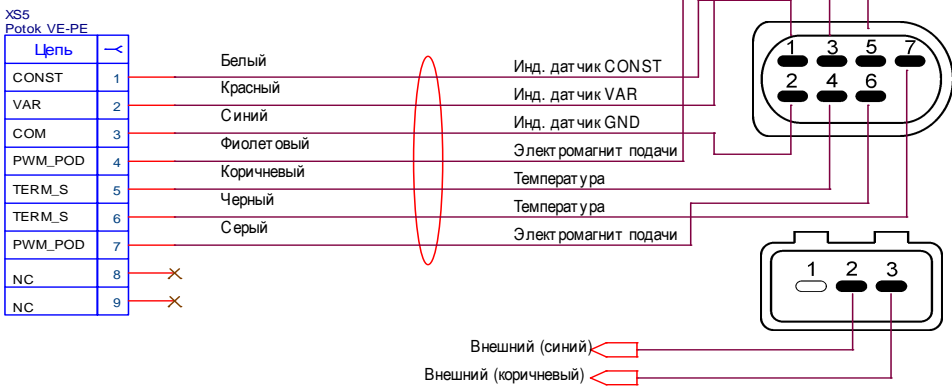 XS5
Potok VE-PE
Цепь
CONST 1 Белый Инд. датчик CONST
VAR 2 Красный Инд. датчик VAR
COM 3 Синий Инд. датчик GND
PWM_POD 4 Фиолетовый Электромагнит подачи
TERM_S 5 Коричневый Температура
TERM_S 6 Черный Температура
PWM_POD 7 Серый Электромагнит подачи
NC 8
NC 9
1 3 5 7
2 4 6
1 2 3
Внешний (синий)
Внешний (коричневый)